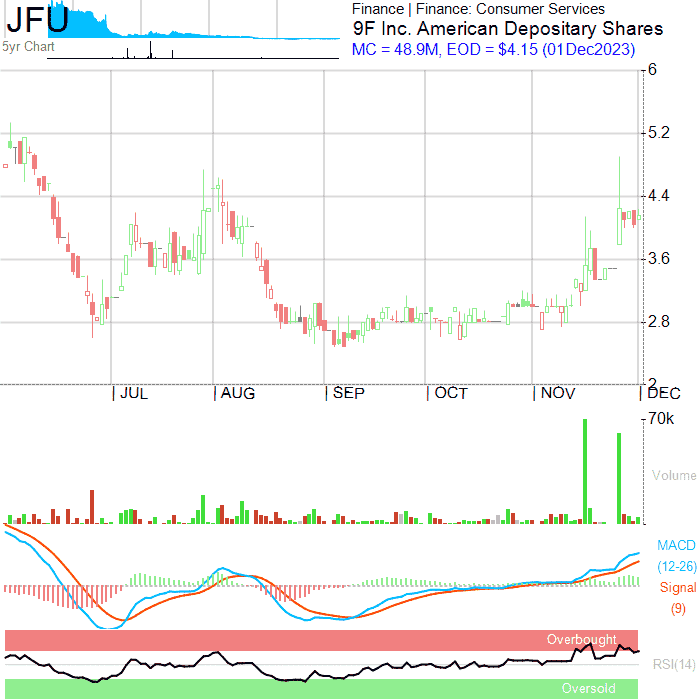 JFU
5yr Chart
Finance | Finance: Consumer Services
9F Inc. American Depositary Shares
MC = 48.9M, EOD = $4.15 (01Dec2023)
6
5.2
4.4
3.6
2.8
2
JUL AUG SEP OCT NOV DEC
70k
Volume
MACD
(12-26)
Signal
(9)
Overbought
RSI(14)
Oversold